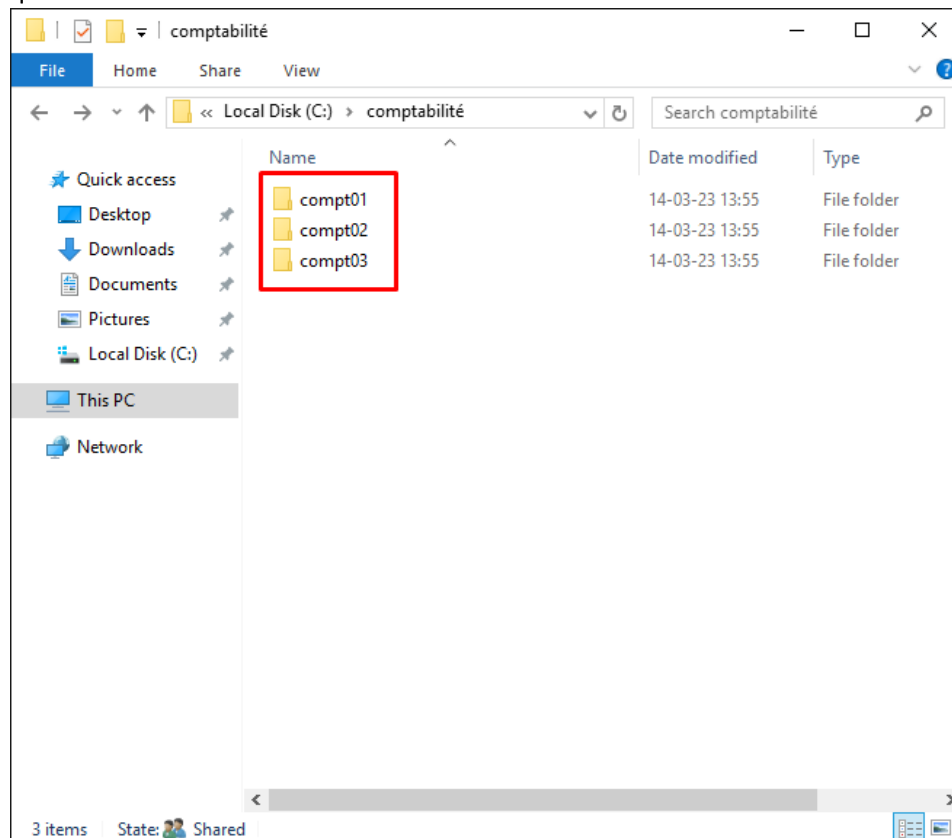 comptabilité
File Home Share View
« Local Disk (C:) > comptabilité
Search comptabilité
Name Date modified Type
Quick access
Desktop
Downloads
Documents
Pictures
Local Disk (C:)
This PC
Network
compt01 14-03-23 13:55 File folder
compt02 14-03-23 13:55 File folder
compt03 14-03-23 13:55 File folder
3 items State: Shared